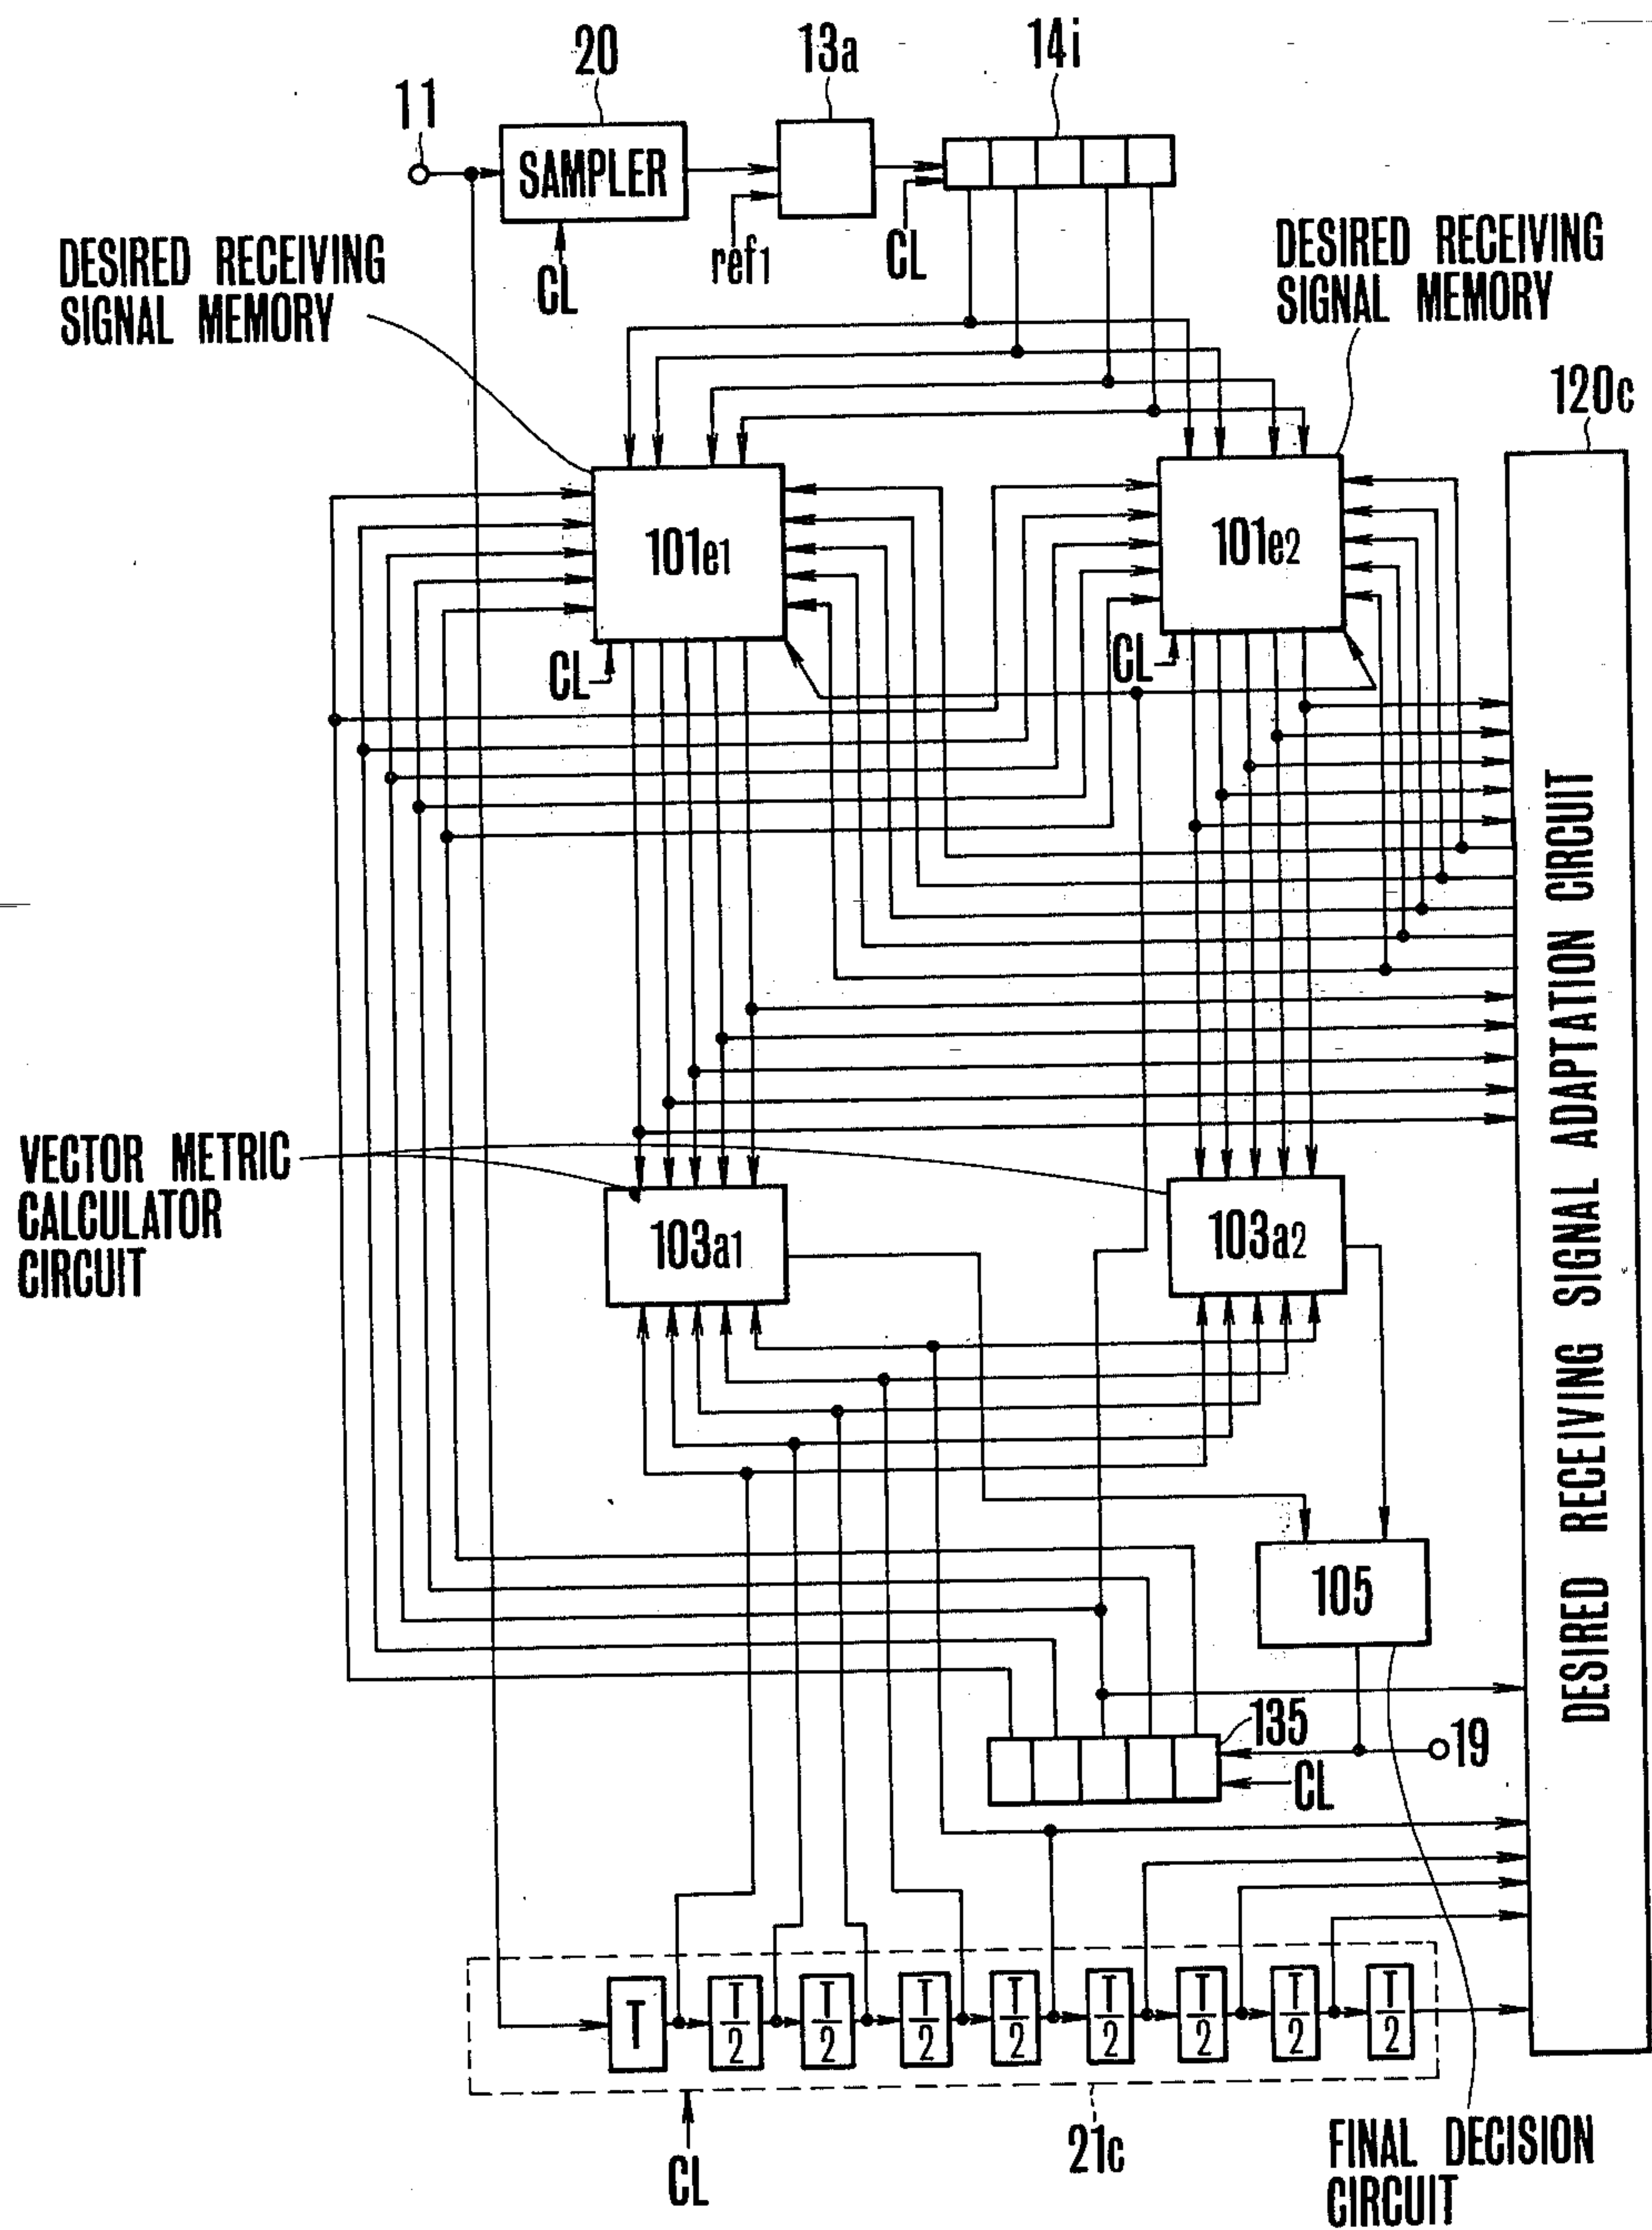 20
13a
14i
11
SAMPLER
CL
ref1
CL
DESIRED RECEIVING
SIGNAL MEMORY
DESIRED RECEIVING
SIGNAL MEMORY
120c
101e1
101e2
CL
CL
DESIRED RECEIVING SIGNAL ADAPTATION CIRCUIT
VECTOR METRIC
CALCULATOR
CIRCUIT
103a1
103a2
105
135
19
CL
T
T/2
T/2
T/2
T/2
T/2
T/2
T/2
T/2
CL
21c
FINAL DECISION
CIRCUIT